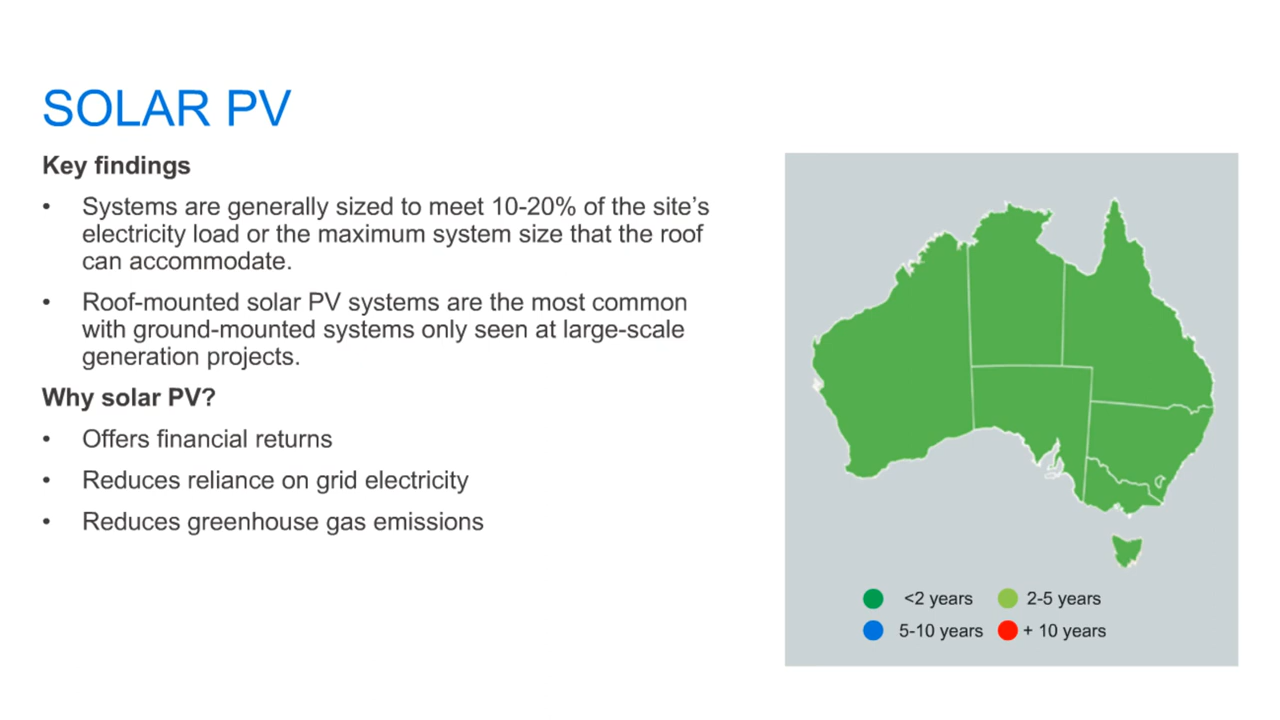 SOLAR PV
Key findings
• Systems are generally sized to meet 10-20% of the site’s
electricity load or the maximum system size that the roof
can accommodate.
• Roof-mounted solar PV systems are the most common
with ground-mounted systems only seen at large-scale
generation projects.
Why solar PV?
• Offers financial returns
• Reduces reliance on grid electricity
• Reduces greenhouse gas emissions
<2 years 2-5 years
5-10 years + 10 years